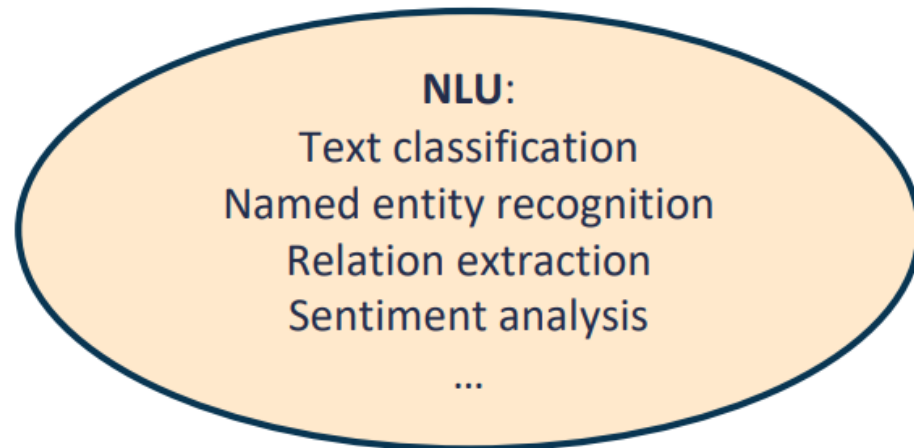 NLU:
Text classification
Named entity recognition
Relation extraction
Sentiment analysis
...